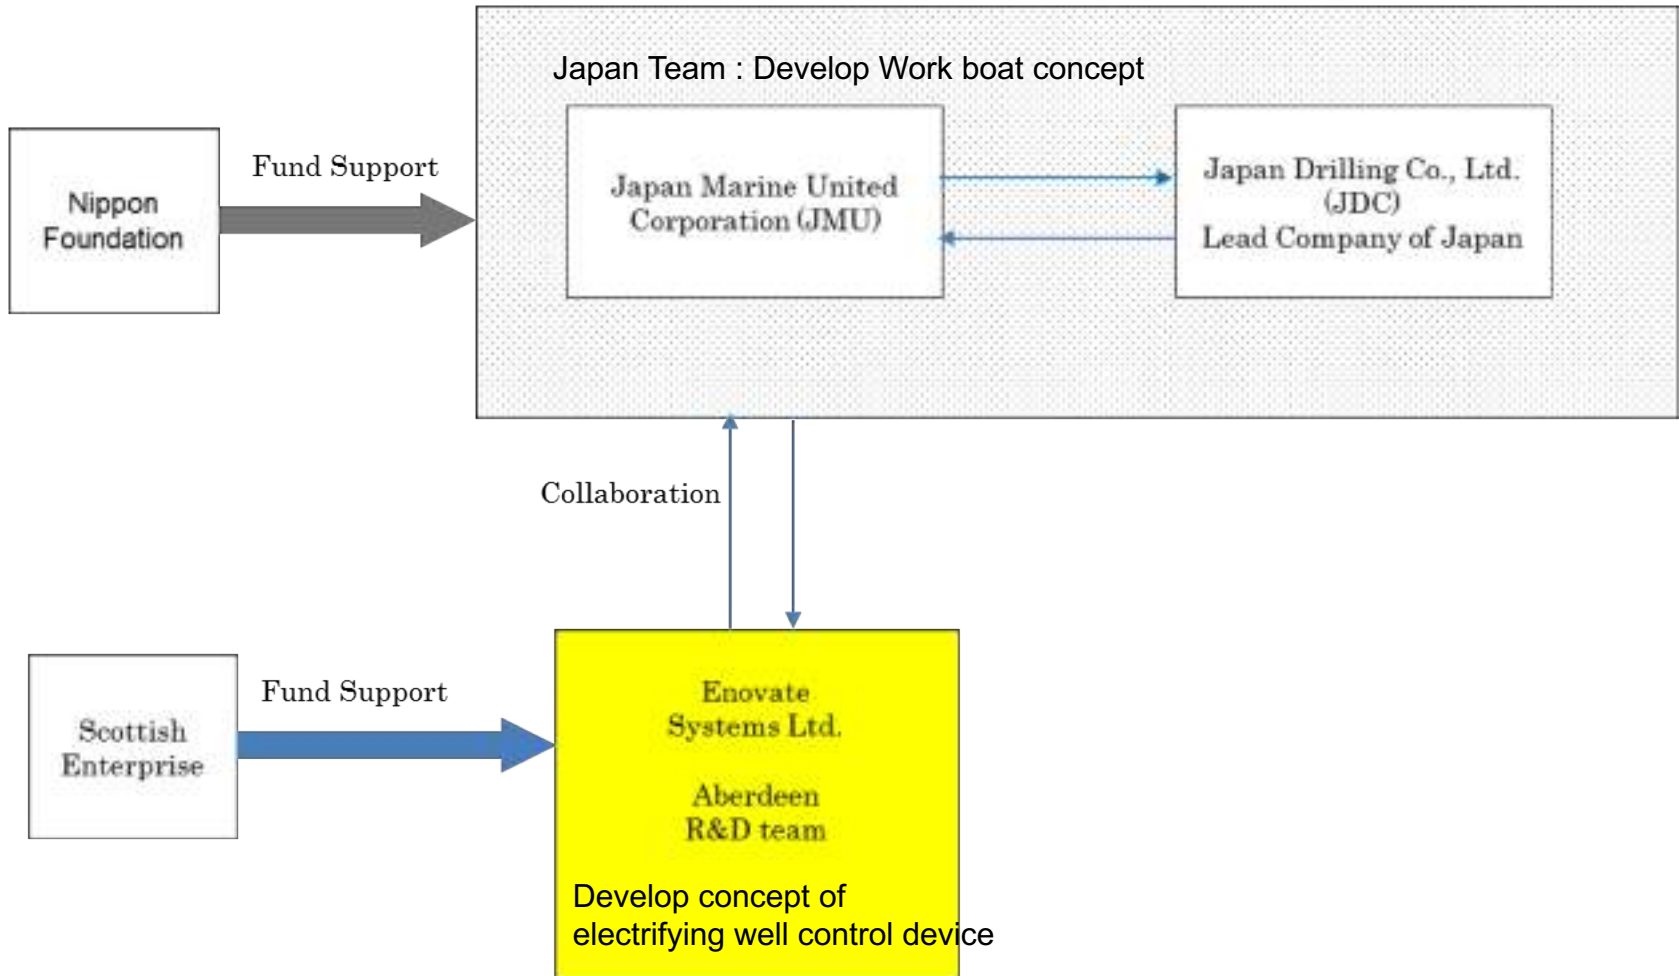 Japan Team : Develop Work boat concept
Nippon
Foundation
Fund Support
Japan Marine United
Corporation (JMU)
Japan Drilling Co., Ltd.
(JDC)
Lead Company of Japan
Collaboration
Scottish
Enterprise
Fund Support
Enovate
Systems Ltd.
Aberdeen
R&D team
Develop concept of
electrifying well control device